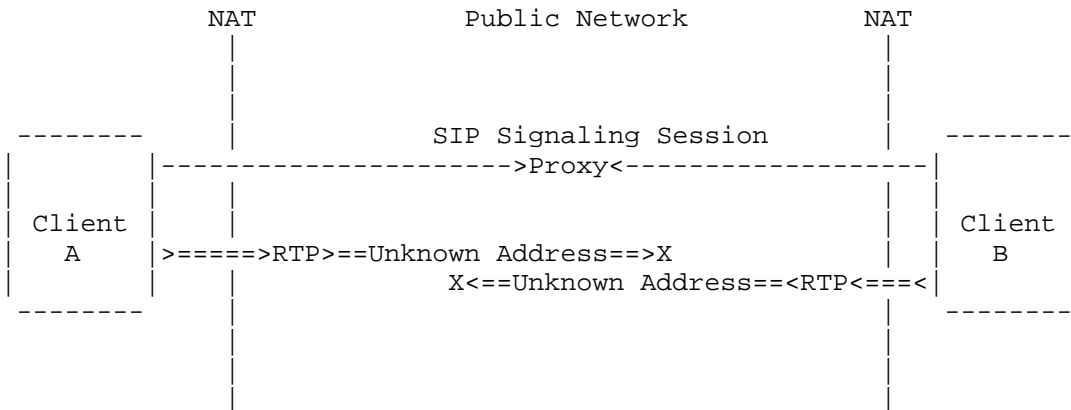 NAT Public Network NAT
SIP Signaling Session
|---------------------->Proxy<-------------------|
Client Client
A |>=====>RTP>==Unknown Address==>X B
X<==Unknown Address==<RTP<===<|